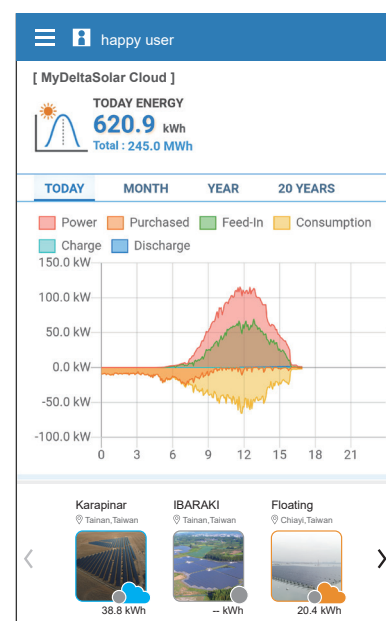 happy user
[ MyDeltaSolar Cloud ]
TODAY ENERGY
620.9 kWh
Total : 245.0 MWh
TODAY MONTH YEAR 20 YEARS
Power Purchased Feed-In Consumption
Charge Discharge
150.0 kW
100.0 kW
50.0 kW
0.0 kW
-50.0 kW
-100.0 kW
0 3 6 9 12 15 18 21
Karapinar IBARAKI Floating
Tainan,Taiwan Tainan,Taiwan Chiayi,Taiwan
38.8 kWh -- kWh 20.4 kWh